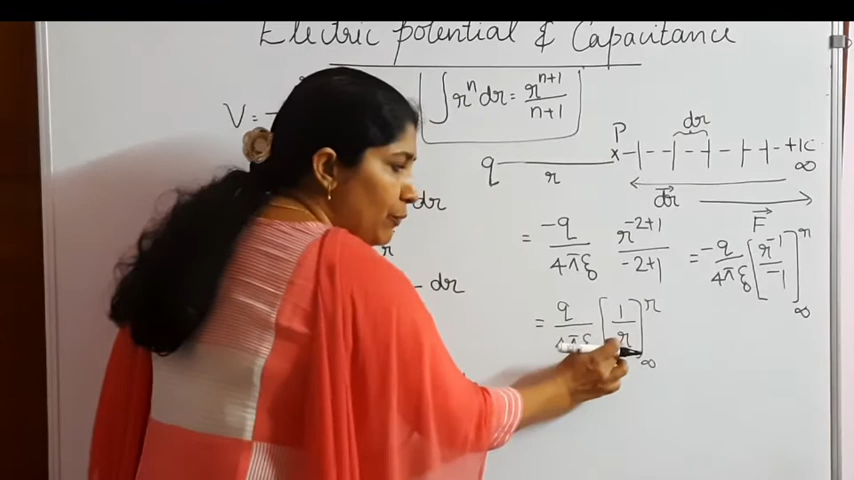 Electric potential & Capacitance
V =
∫ r^n dr = r^(n+1) / n+1
q r P x dr +1C ∞
dr→ F→
dr
= -q / 4πε₀ r^(-2+1) / -2+1 = -q / 4πε₀ [r^-1 / -1]^r_∞
dr
= q / 4πε₀ [1 / r]^r_∞